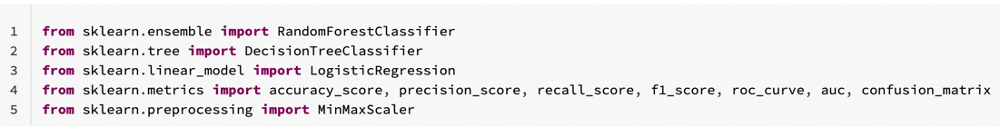 1 from sklearn.ensemble import RandomForestClassifier
2 from sklearn.tree import DecisionTreeClassifier
3 from sklearn.linear_model import LogisticRegression
4 from sklearn.metrics import accuracy_score, precision_score, recall_score, f1_score, roc_curve, auc, confusion_matrix
5 from sklearn.preprocessing import MinMaxScaler